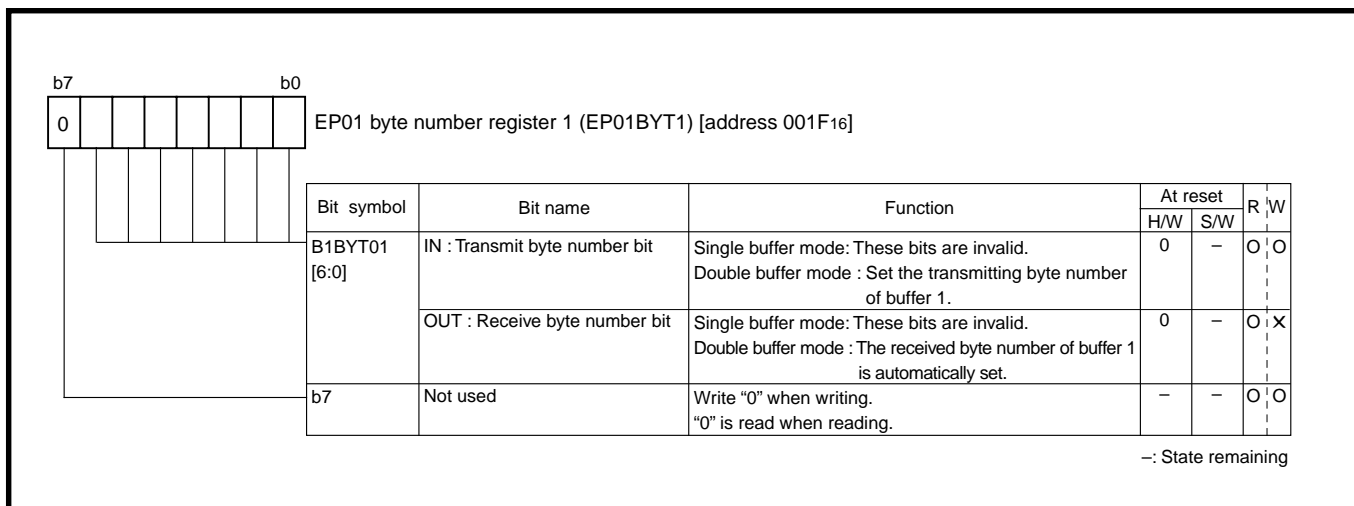 b7 b0
0 EP01 byte number register 1 (EP01BYT1) [address 001F16]
Bit symbol Bit name Function At reset R W
H/W S/W
B1BYT01 IN : Transmit byte number bit Single buffer mode: These bits are invalid. 0 – O O
[6:0] Double buffer mode : Set the transmitting byte number
of buffer 1.
OUT : Receive byte number bit Single buffer mode: These bits are invalid. 0 – O ×
Double buffer mode : The received byte number of buffer 1
is automatically set.
b7 Not used Write “0” when writing. – – O O
“0” is read when reading.
–: State remaining